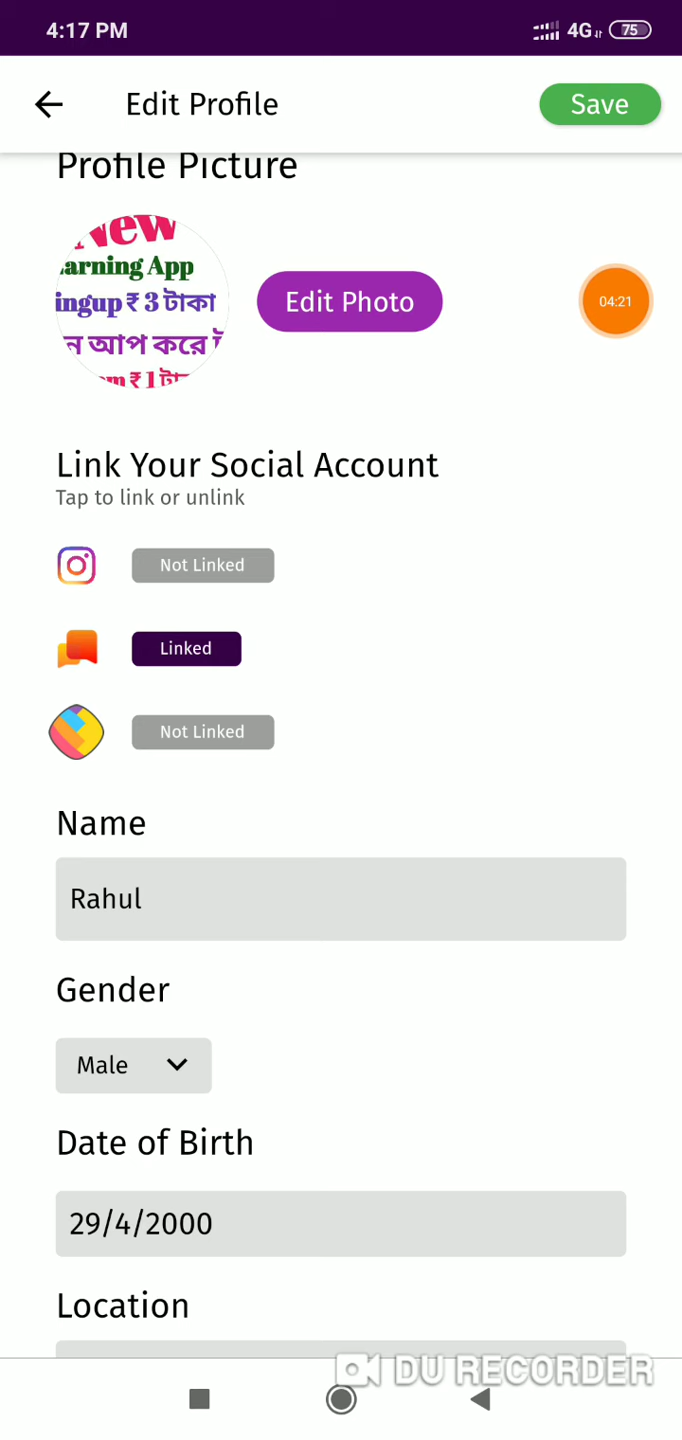 4:17 PM
4G
75
Edit Profile
Save
Profile Picture
New
arning App
ingup ₹ 3 টাকা
ন আপ করে
₹ 1
Edit Photo
04:21
Link Your Social Account
Tap to link or unlink
Not Linked
Linked
Not Linked
Name
Rahul
Gender
Male
Date of Birth
29/4/2000
Location
DU RECORDER